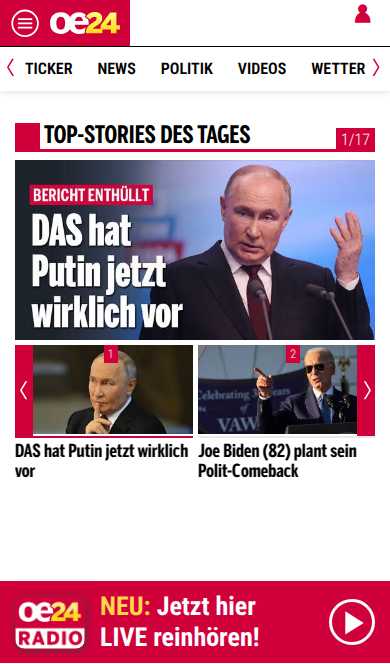 oe24
TICKER NEWS POLITIK VIDEOS WETTER
TOP-STORIES DES TAGES
1/17
BERICHT ENTHÜLLT
DAS hat
Putin jetzt
wirklich vor
1
2
Celebrating
Years
VAW
DAS hat Putin jetzt wirklich
vor
Joe Biden (82) plant sein
Polit-Comeback
oe24
RADIO
NEU: Jetzt hier
LIVE reinhören!